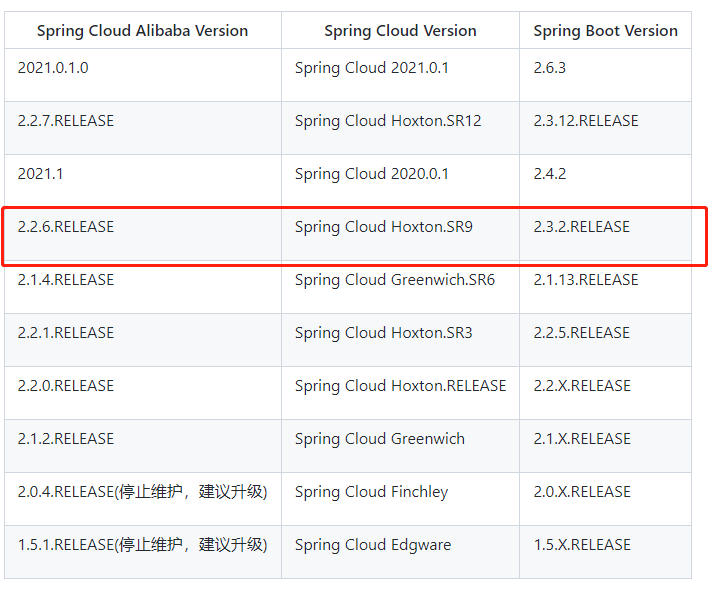 Spring Cloud Alibaba Version Spring Cloud Version Spring Boot Version
2021.0.1.0 Spring Cloud 2021.0.1 2.6.3
2.2.7.RELEASE Spring Cloud Hoxton.SR12 2.3.12.RELEASE
2021.1 Spring Cloud 2020.0.1 2.4.2
2.2.6.RELEASE Spring Cloud Hoxton.SR9 2.3.2.RELEASE
2.1.4.RELEASE Spring Cloud Greenwich.SR6 2.1.13.RELEASE
2.2.1.RELEASE Spring Cloud Hoxton.SR3 2.2.5.RELEASE
2.2.0.RELEASE Spring Cloud Hoxton.RELEASE 2.2.X.RELEASE
2.1.2.RELEASE Spring Cloud Greenwich 2.1.X.RELEASE
2.0.4.RELEASE(停止维护，建议升级) Spring Cloud Finchley 2.0.X.RELEASE
1.5.1.RELEASE(停止维护，建议升级) Spring Cloud Edgware 1.5.X.RELEASE